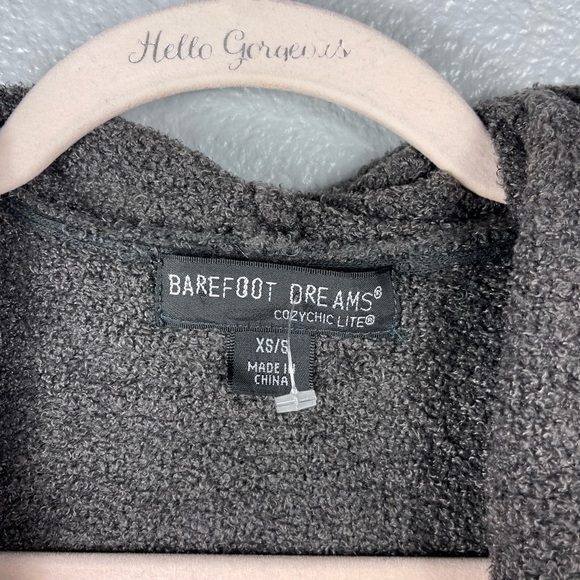 Hello Gorgeous
BAREFOOT DREAMS®
COZYCHIC LITE®
XS/S
MADE IN
CHINA